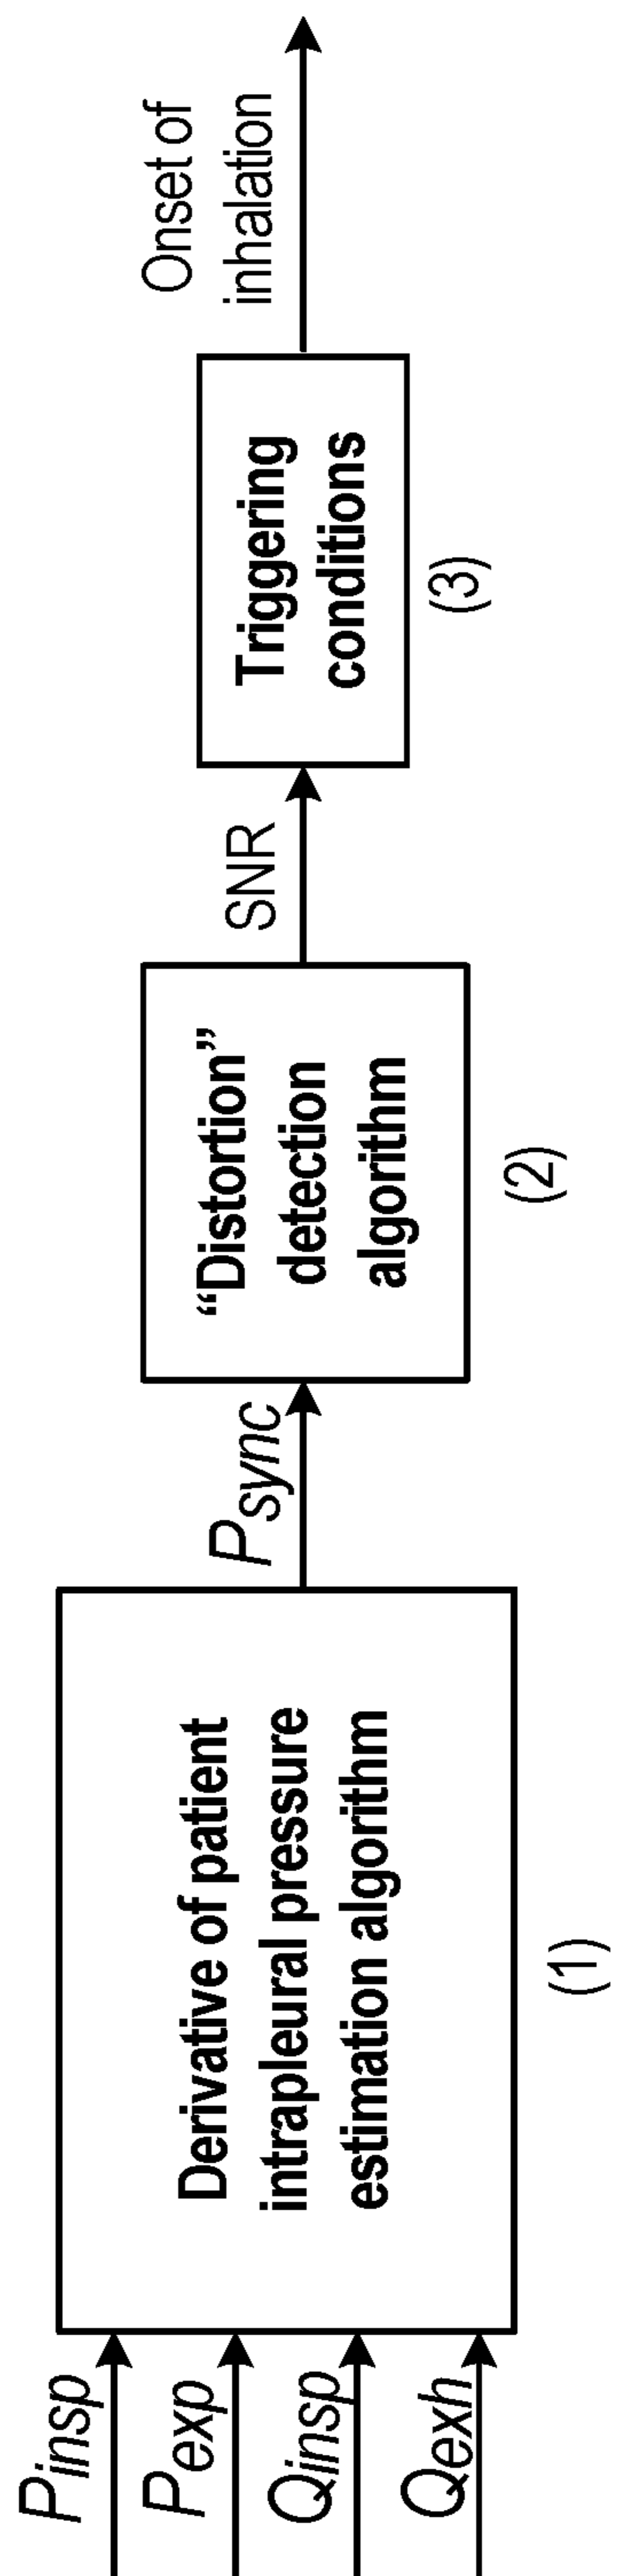 P_insp
P_exp
Q_insp
Q_exh
Derivative of patient
intrapleural pressure
estimation algorithm
(1)
P_sync
“Distortion”
detection
algorithm
(2)
SNR
Triggering
conditions
(3)
Onset of
inhalation